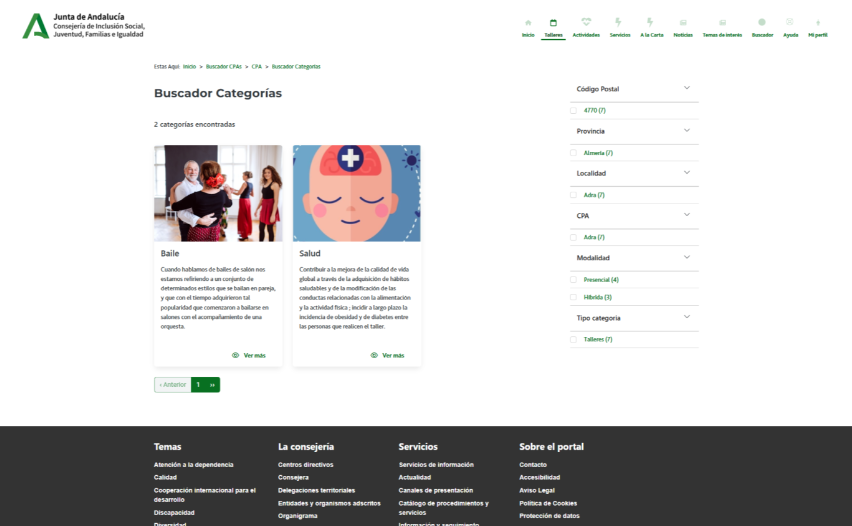 Junta de Andalucía
Consejería de Inclusión Social,
Juventud, Familias e Igualdad
Inicio
Talleres
Actividades
Servicios
A la Carta
Noticias
Temas de interés
Buscador
Ayuda
Mi perfil
Estas Aquí: Inicio > Buscador CPAs > CPA > Buscador Categorías
Buscador Categorías
2 categorías encontradas
Baile
Cuando hablamos de bailes de salón nos
estamos refiriendo a un conjunto de
determinados estilos que se bailan en pareja,
y que con el tiempo adquirieron tal
popularidad que comenzaron a bailarse en
salones con el acompañamiento de una
orquesta.
Ver más
Salud
Contribuir a la mejora de la calidad de vida
global a través de la adquisición de hábitos
saludables y de la modificación de las
conductas relacionadas con la alimentación
y la actividad física ; incidir a largo plazo la
incidencia de obesidad y de diabetes entre
las personas que realicen el taller.
Ver más
‹ Anterior 1 »
Código Postal
4770 (7)
Provincia
Almería (7)
Localidad
Adra (7)
CPA
Adra (7)
Modalidad
Presencial (4)
Híbrida (3)
Tipo categoria
Talleres (7)
Temas
Atención a la dependencia
Calidad
Cooperación internacional para el
desarrollo
Discapacidad
Diversidad
La consejería
Centros directivos
Consejera
Delegaciones territoriales
Entidades y organismos adscritos
Organigrama
Servicios
Servicios de información
Actualidad
Canales de presentación
Catálogo de procedimientos y
servicios
Información y seguimiento
Sobre el portal
Contacto
Accesibilidad
Aviso Legal
Política de Cookies
Protección de datos